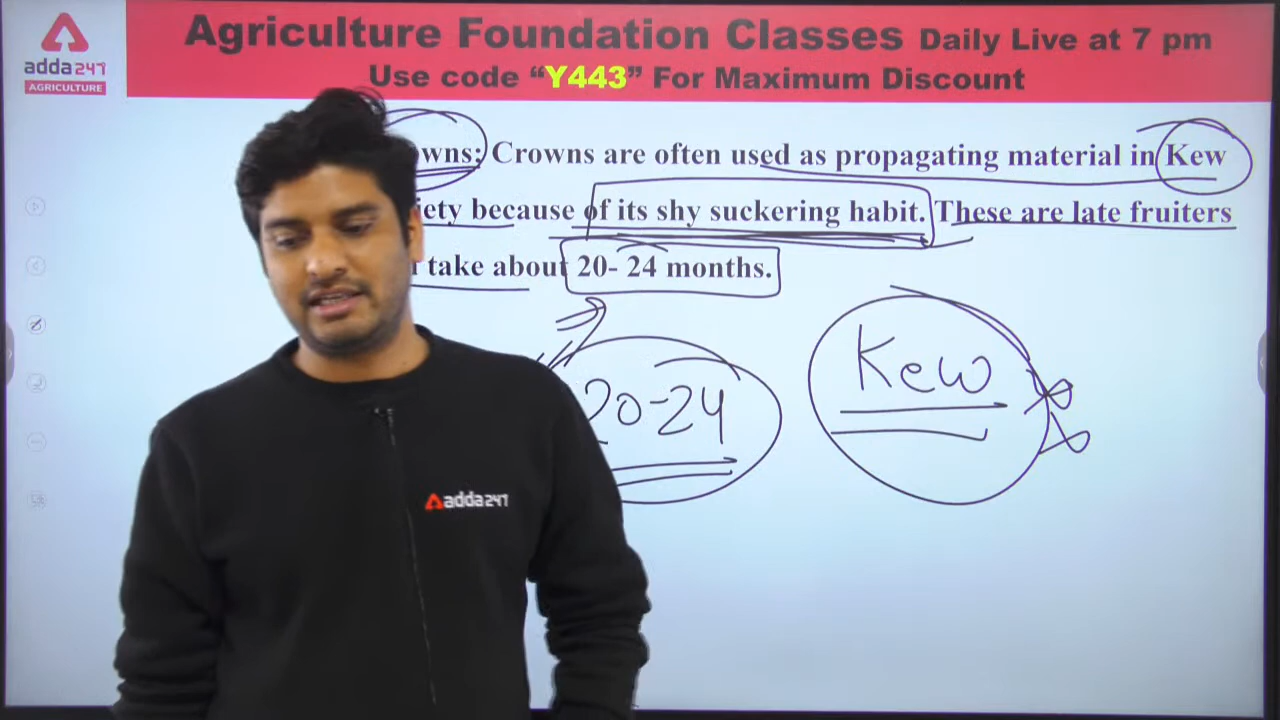 Agriculture Foundation Classes Daily Live at 7 pm
Use code “Y443” For Maximum Discount
adda247
AGRICULTURE
wns; Crowns are often used as propagating material in Kew
iety because of its shy suckering habit. These are late fruiters
take about 20- 24 months.
20-24
Kew
adda247